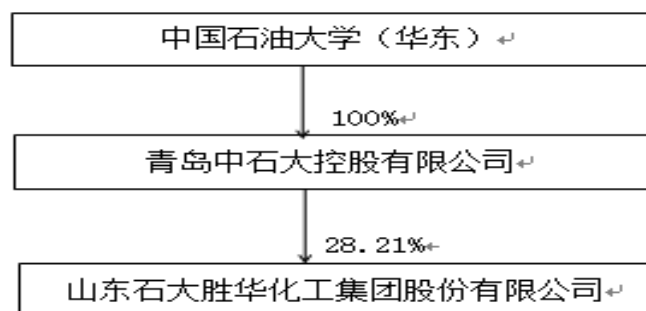 中国石油大学（华东）
100%
青岛中石大控股有限公司
28.21%
山东石大胜华化工集团股份有限公司